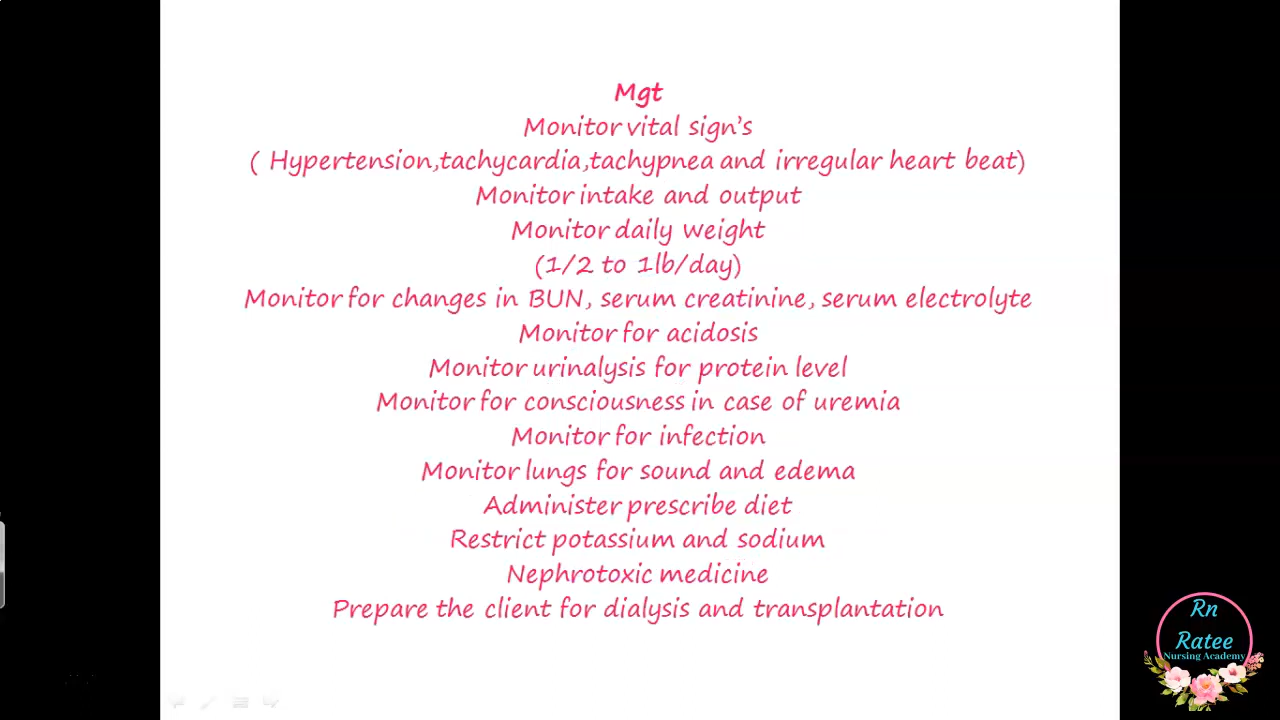 Mgt
Monitor vital sign's
( Hypertension,tachycardia,tachypnea and irregular heart beat)
Monitor intake and output
Monitor daily weight
(1/2 to 1lb/day)
Monitor for changes in BUN, serum creatinine, serum electrolyte
Monitor for acidosis
Monitor urinalysis for protein level
Monitor for consciousness in case of uremia
Monitor for infection
Monitor lungs for sound and edema
Administer prescribe diet
Restrict potassium and sodium
Nephrotoxic medicine
Prepare the client for dialysis and transplantation
Rn
Ratee
Nursing Academy